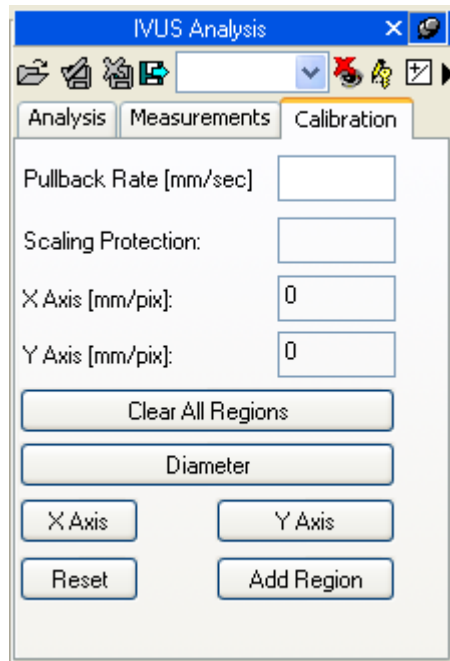 IVUS Analysis
Analysis Measurements Calibration
Pullback Rate [mm/sec]
Scaling Protection:
X Axis [mm/pix]: 0
Y Axis [mm/pix]: 0
Clear All Regions
Diameter
X Axis Y Axis
Reset Add Region